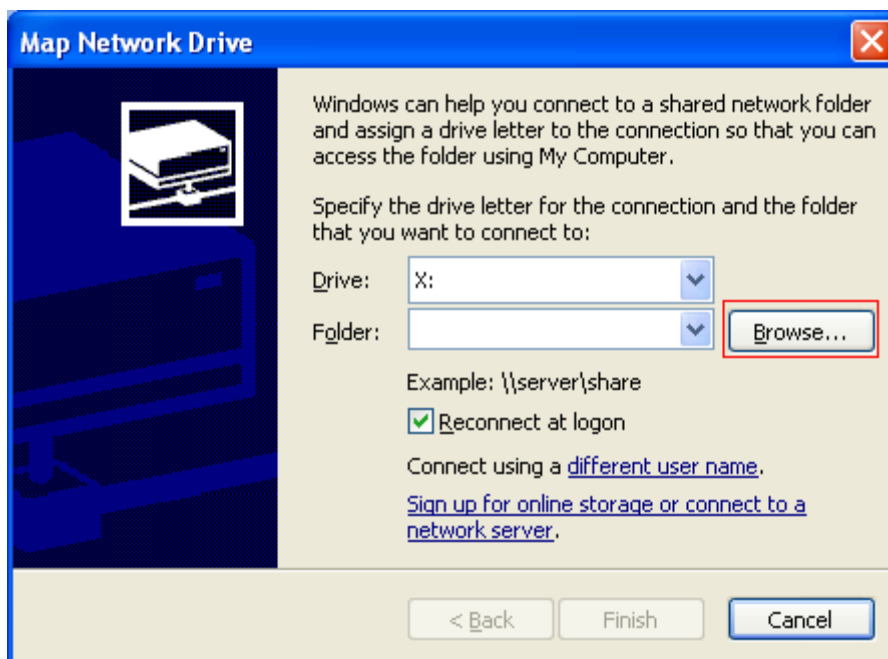 Map Network Drive
Windows can help you connect to a shared network folder
and assign a drive letter to the connection so that you can
access the folder using My Computer.
Specify the drive letter for the connection and the folder
that you want to connect to:
Drive: X:
Folder: Browse...
Example: \\server\share
Reconnect at logon
Connect using a different user name.
Sign up for online storage or connect to a
network server.
< Back Finish Cancel